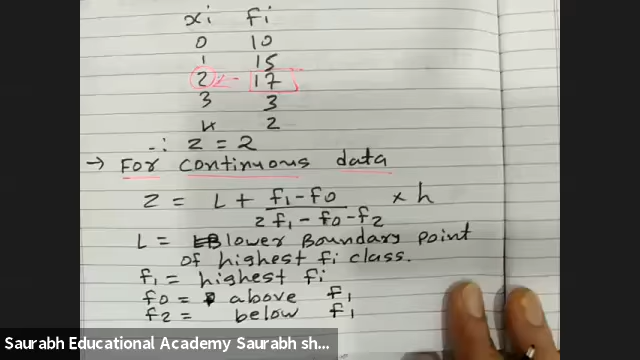 xi fi
0 10
1 15
2 ← 17
3 3
4 2
∴ z = 2
→ For continuous data
z = L + f1-f0 / 2f1-f0-f2 × h
L = lower Boundary point
of highest fi class.
f1 = highest fi
f0 = above f1
f2 = below f1
Saurabh Educational Academy Saurabh sh...